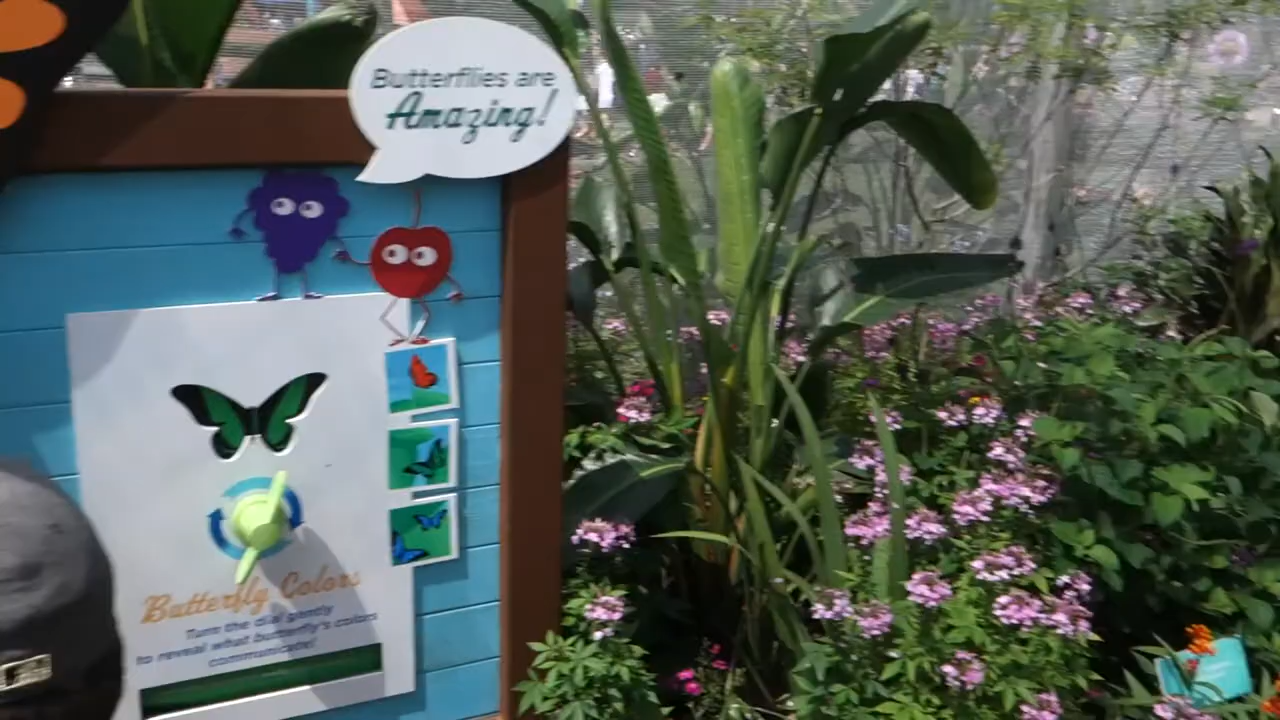 Butterflies are
Amazing!
Butterfly Colors
Turn the dial gently
to reveal what butterfly's colors
communicate!